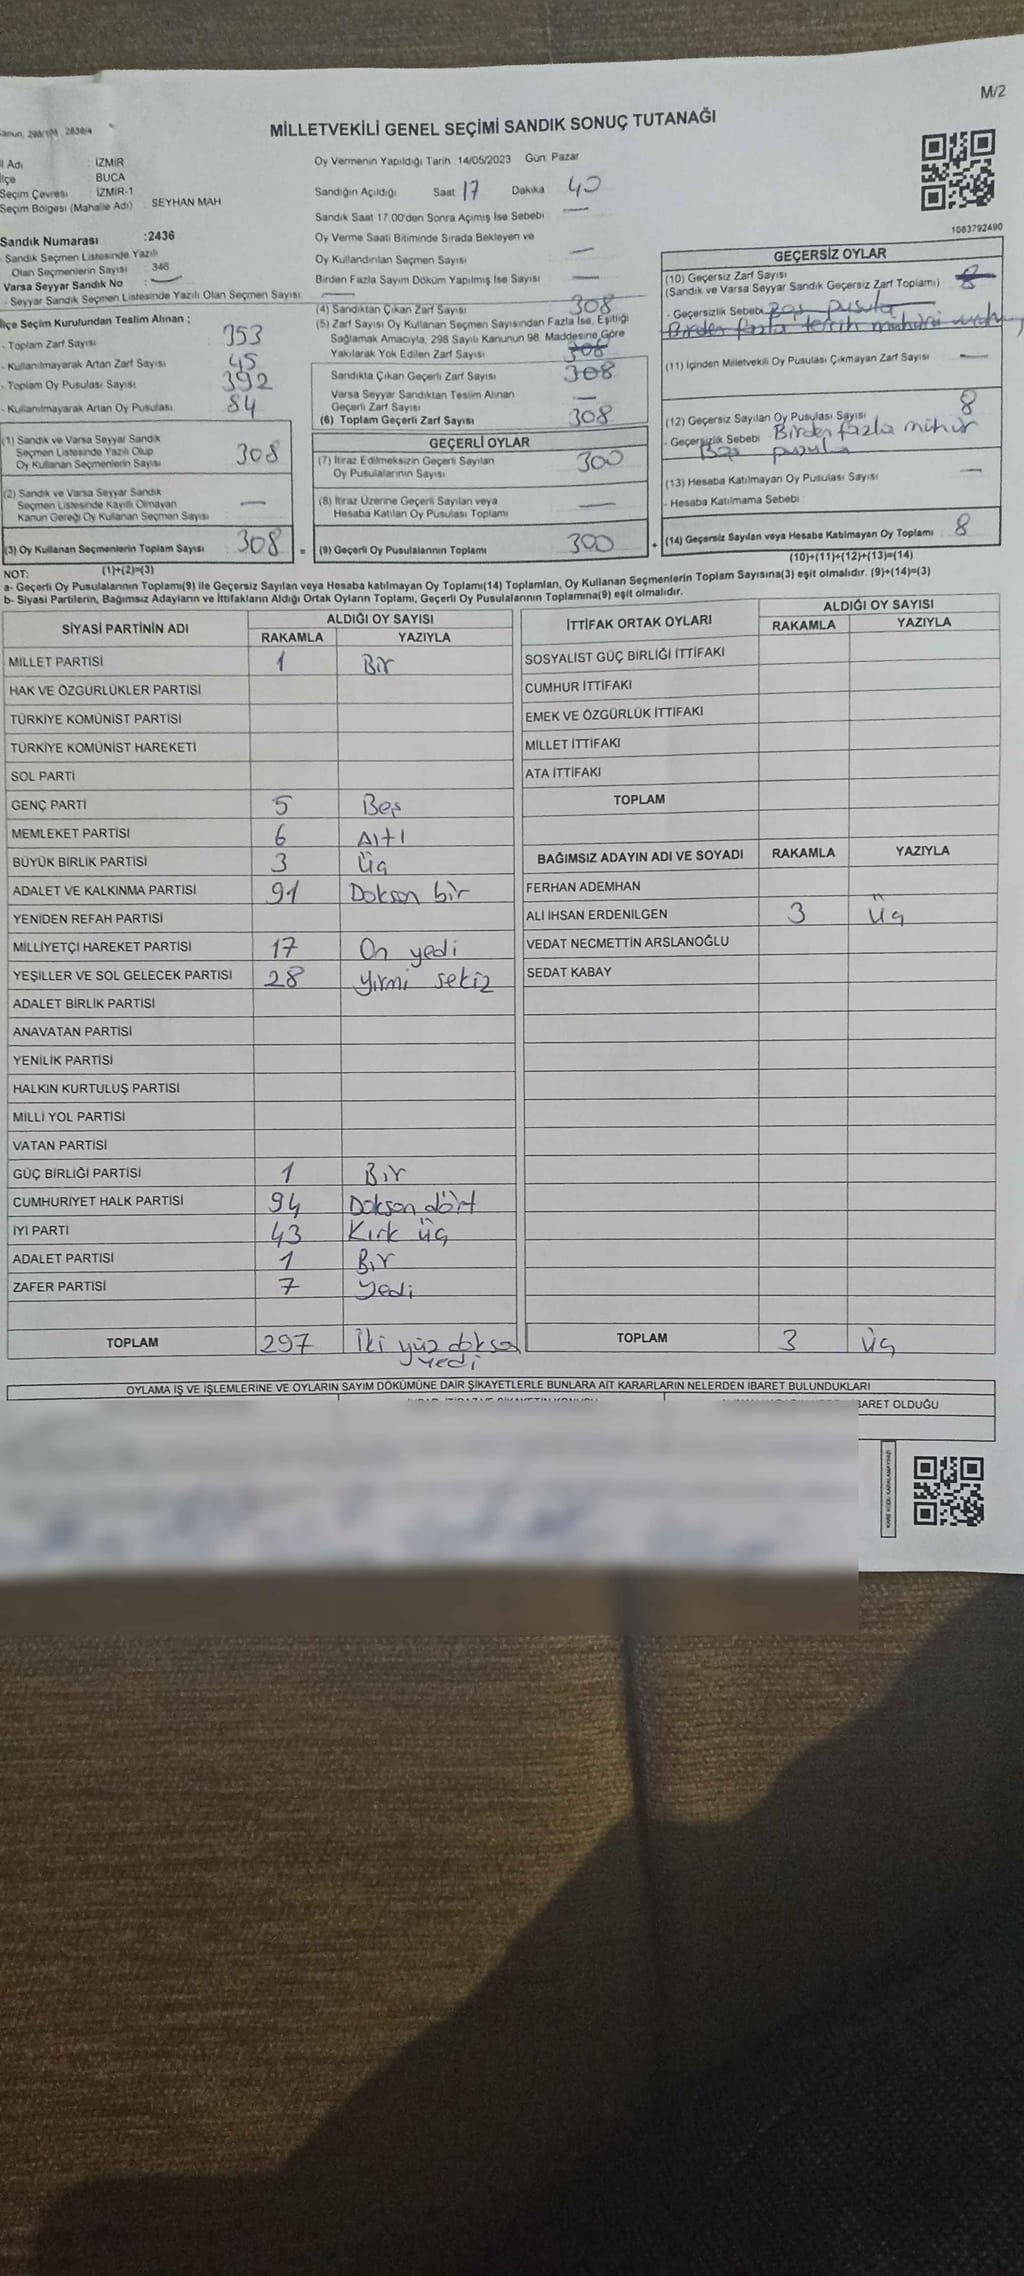 M/2
MİLLETVEKİLİ GENEL SEÇİMİ SANDIK SONUÇ TUTANAĞI
İZMİR
İlçe BUCA
Seçim Çevresi İZMİR-1
Seçim Bölgesi (Mahalle Adı) : SEYHAN MAH
Sandık Numarası :2436
- Sandık Seçmen Listesinde Yazılı
Olan Seçmenlerin Sayısı : 346
Varsa Seyyar Sandık No : —
- Seyyar Sandık Seçmen Listesinde Yazılı Olan Seçmen Sayısı : —
İlçe Seçim Kurulundan Teslim Alınan ;
- Toplam Zarf Sayısı 353
- Kullanılmayarak Artan Zarf Sayısı 45
- Toplam Oy Pusulası Sayısı 392
- Kullanılmayarak Artan Oy Pusulası 84
(1) Sandık ve Varsa Seyyar Sandık
Seçmen Listesinde Yazılı Olup
Oy Kullanan Seçmenlerin Sayısı 308
(2) Sandık ve Varsa Seyyar Sandık
Seçmen Listesinde Kayıtlı Olmayan
Kanun Gereği Oy Kullanan Seçmen Sayısı —
(3) Oy Kullanan Seçmenlerin Toplam Sayısı 308 =
(1)+(2)=(3)
Oy Vermenin Yapıldığı Tarih 14/05/2023 Gün: Pazar
Sandığın Açıldığı Saat 17 Dakika 40
Sandık Saat 17.00'den Sonra Açılmış İse Sebebi —
Oy Verme Saati Bitiminde Sırada Bekleyen ve
Oy Kullandırılan Seçmen Sayısı —
Birden Fazla Sayım Döküm Yapılmış İse Sayısı —
(4) Sandıktan Çıkan Zarf Sayısı 308
(5) Zarf Sayısı Oy Kullanan Seçmen Sayısından Fazla İse, Eşitliği
Sağlamak Amacıyla, 298 Sayılı Kanunun 98. Maddesine Göre
Yakılarak Yok Edilen Zarf Sayısı 308
Sandıkta Çıkan Geçerli Zarf Sayısı 308
Varsa Seyyar Sandıktan Teslim Alınan
Geçerli Zarf Sayısı —
(6) Toplam Geçerli Zarf Sayısı 308
GEÇERLİ OYLAR
(7) İtiraz Edilmeksizin Geçerli Sayılan
Oy Pusulalarının Sayısı 300
(8) İtiraz Üzerine Geçerli Sayılan veya
Hesaba Katılan Oy Pusulası Toplamı —
(9) Geçerli Oy Pusulalarının Toplamı 300 +
1083792490
GEÇERSİZ OYLAR
(10) Geçersiz Zarf Sayısı
(Sandık ve Varsa Seyyar Sandık Geçersiz Zarf Toplamı) 8
- Geçersizlik Sebebi Boş pusula
Birden fazla tercih mührü
(11) İçinden Milletvekili Oy Pusulası Çıkmayan Zarf Sayısı —
(12) Geçersiz Sayılan Oy Pusulası Sayısı 8
- Geçersizlik Sebebi Birden fazla mühür
Boş pusula
(13) Hesaba Katılmayan Oy Pusulası Sayısı —
- Hesaba Katılmama Sebebi
(14) Geçersiz Sayılan veya Hesaba Katılmayan Oy Toplamı 8
(10)+(11)+(12)+(13)=(14)
NOT:
a- Geçerli Oy Pusulalarının Toplamı(9) ile Geçersiz Sayılan veya Hesaba katılmayan Oy Toplamı(14) Toplamları, Oy Kullanan Seçmenlerin Toplam Sayısına(3) eşit olmalıdır. (9)+(14)=(3)
b- Siyasi Partilerin, Bağımsız Adayların ve İttifakların Aldığı Ortak Oyların Toplamı, Geçerli Oy Pusulalarının Toplamına(9) eşit olmalıdır.
SİYASİ PARTİNİN ADI ALDIĞI OY SAYISI
RAKAMLA YAZIYLA
MİLLET PARTİSİ 1 Bir
HAK VE ÖZGÜRLÜKLER PARTİSİ
TÜRKİYE KOMÜNİST PARTİSİ
TÜRKİYE KOMÜNİST HAREKETİ
SOL PARTİ
GENÇ PARTİ 5 Beş
MEMLEKET PARTİSİ 6 Altı
BÜYÜK BİRLİK PARTİSİ 3 Üç
ADALET VE KALKINMA PARTİSİ 91 Doksan bir
YENİDEN REFAH PARTİSİ
MİLLİYETÇİ HAREKET PARTİSİ 17 On yedi
YEŞİLLER VE SOL GELECEK PARTİSİ 28 yirmi sekiz
ADALET BİRLİK PARTİSİ
ANAVATAN PARTİSİ
YENİLİK PARTİSİ
HALKIN KURTULUŞ PARTİSİ
MİLLİ YOL PARTİSİ
VATAN PARTİSİ
GÜÇ BİRLİĞİ PARTİSİ 1 Bir
CUMHURİYET HALK PARTİSİ 94 Doksan dört
İYİ PARTİ 43 Kırk üç
ADALET PARTİSİ 1 Bir
ZAFER PARTİSİ 7 Yedi
TOPLAM 297 İki yüz doksa
yedi
İTTİFAK ORTAK OYLARI ALDIĞI OY SAYISI
RAKAMLA YAZIYLA
SOSYALİST GÜÇ BİRLİĞİ İTTİFAKI
CUMHUR İTTİFAKI
EMEK VE ÖZGÜRLÜK İTTİFAKI
MİLLET İTTİFAKI
ATA İTTİFAKI
TOPLAM
BAĞIMSIZ ADAYIN ADI VE SOYADI RAKAMLA YAZIYLA
FERHAN ADEMHAN
ALİ İHSAN ERDENİLGEN 3 Üç
VEDAT NECMETTİN ARSLANOĞLU
SEDAT KABAY
TOPLAM 3 Üç
OYLAMA İŞ VE İŞLEMLERİNE VE OYLARIN SAYIM DÖKÜMÜNE DAİR ŞİKAYETLERLE BUNLARA AİT KARARLARIN NELERDEN İBARET BULUNDUKLARI
BARET OLDUĞU